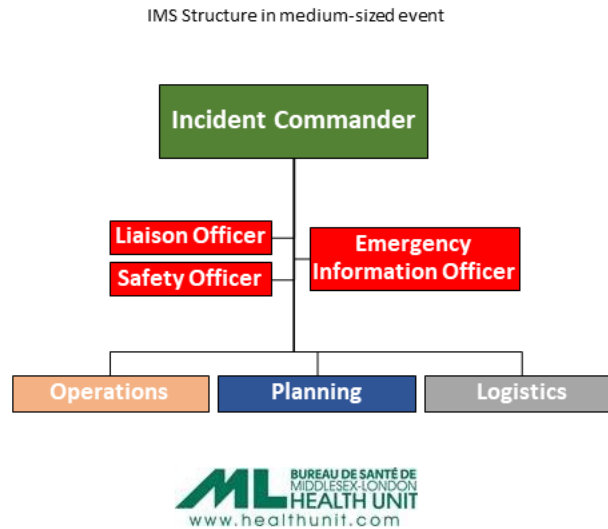 IMS Structure in medium-sized event
Incident Commander
Liaison Officer
Safety Officer
Emergency
Information Officer
Operations
Planning
Logistics
ML
BUREAU DE SANTÉ DE
MIDDLESEX-LONDON
HEALTH UNIT
www.healthunit.com